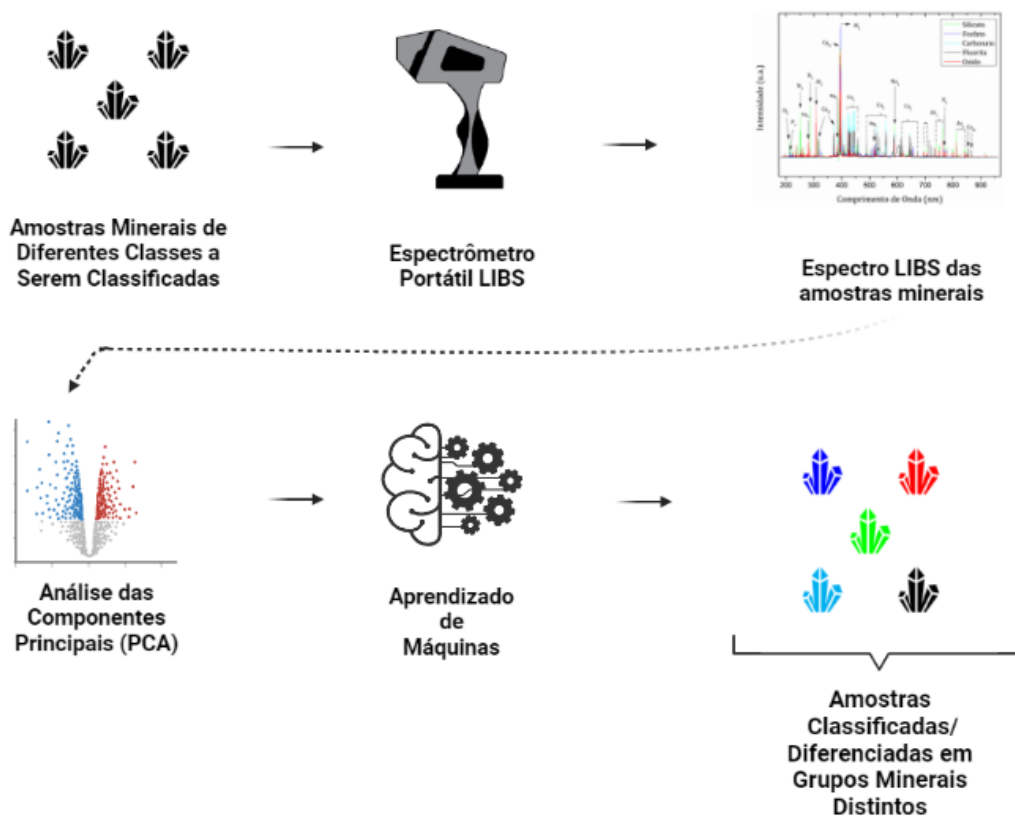 Silicato
Fosfato
Carbonato
Fluorita
Óxido
Intensidade (u.a.)
200 300 400 500 600 700 800 900
Comprimento de Onda (nm)
Amostras Minerais de
Diferentes Classes a
Serem Classificadas
Espectrômetro
Portátil LIBS
Espectro LIBS das
amostras minerais
Análise das
Componentes
Principais (PCA)
Aprendizado
de
Máquinas
Amostras
Classificadas/
Diferenciadas em
Grupos Minerais
Distintos